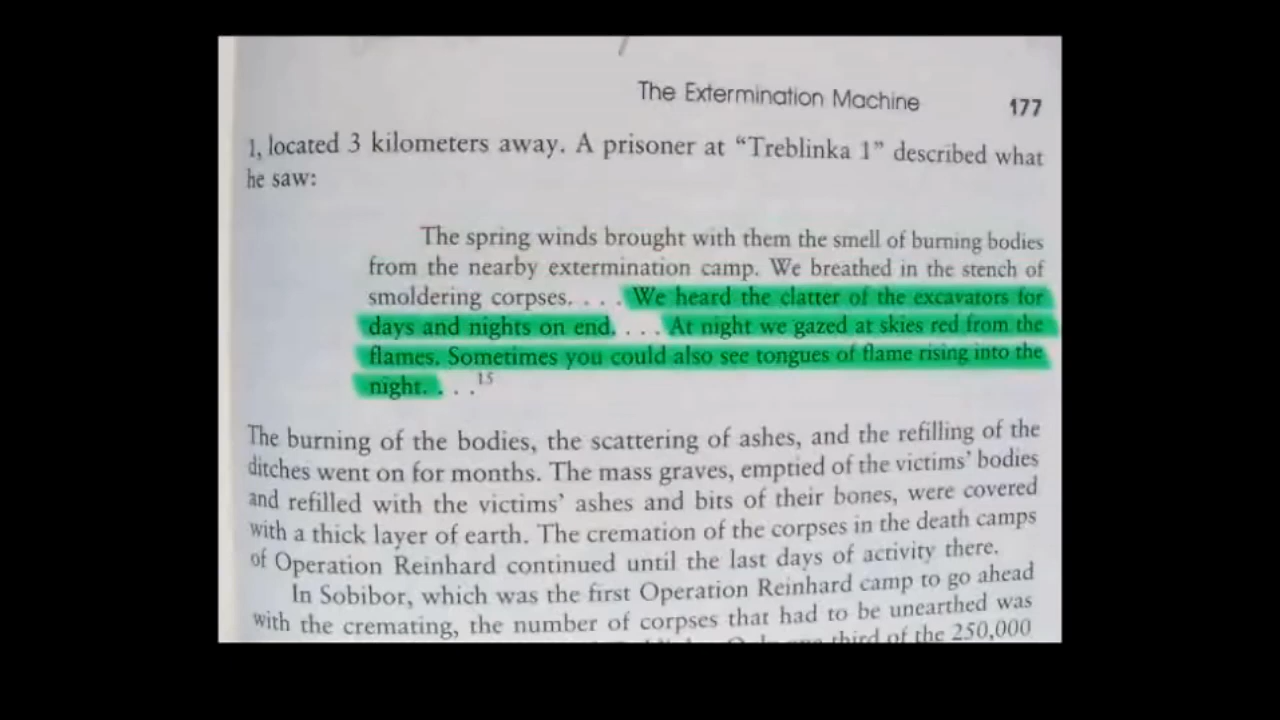 The Extermination Machine 177
1, located 3 kilometers away. A prisoner at “Treblinka 1” described what
he saw:
The spring winds brought with them the smell of burning bodies
from the nearby extermination camp. We breathed in the stench of
smoldering corpses. . . . We heard the clatter of the excavators for
days and nights on end. . . . At night we gazed at skies red from the
flames. Sometimes you could also see tongues of flame rising into the
night. . . .15
The burning of the bodies, the scattering of ashes, and the refilling of the
ditches went on for months. The mass graves, emptied of the victims’ bodies
and refilled with the victims’ ashes and bits of their bones, were covered
with a thick layer of earth. The cremation of the corpses in the death camps
of Operation Reinhard continued until the last days of activity there.
In Sobibor, which was the first Operation Reinhard camp to go ahead
with the cremating, the number of corpses that had to be unearthed was
third of the 250,000